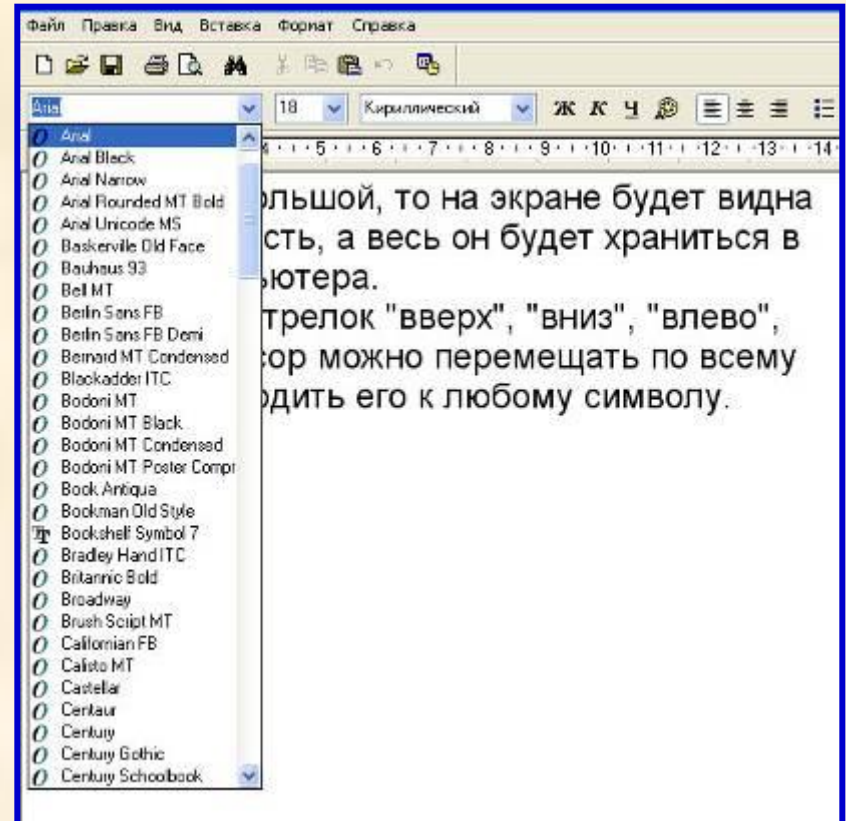 Файл Правка Вид Вставка Формат Справка
Arial 18 Кириллический Ж К Ч
4 5 6 7 8 9 10 11 12 13 14
Arial
Arial Black
Arial Narrow
Arial Rounded MT Bold
Arial Unicode MS
Baskerville Old Face
Bauhaus 93
Bell MT
Berlin Sans FB
Berlin Sans FB Demi
Bernard MT Condensed
Blackadder ITC
Bodoni MT
Bodoni MT Black
Bodoni MT Condensed
Bodoni MT Poster Compr
Book Antiqua
Bookman Old Style
Bookshelf Symbol 7
Bradley Hand ITC
Britannic Bold
Broadway
Brush Script MT
Californian FB
Calisto MT
Castellar
Centaur
Century
Century Gothic
Century Schoolbook
ольшой, то на экране будет видна
сть, а весь он будет храниться в
ьютера.
трелок "вверх", "вниз", "влево",
сор можно перемещать по всему
одить его к любому символу.